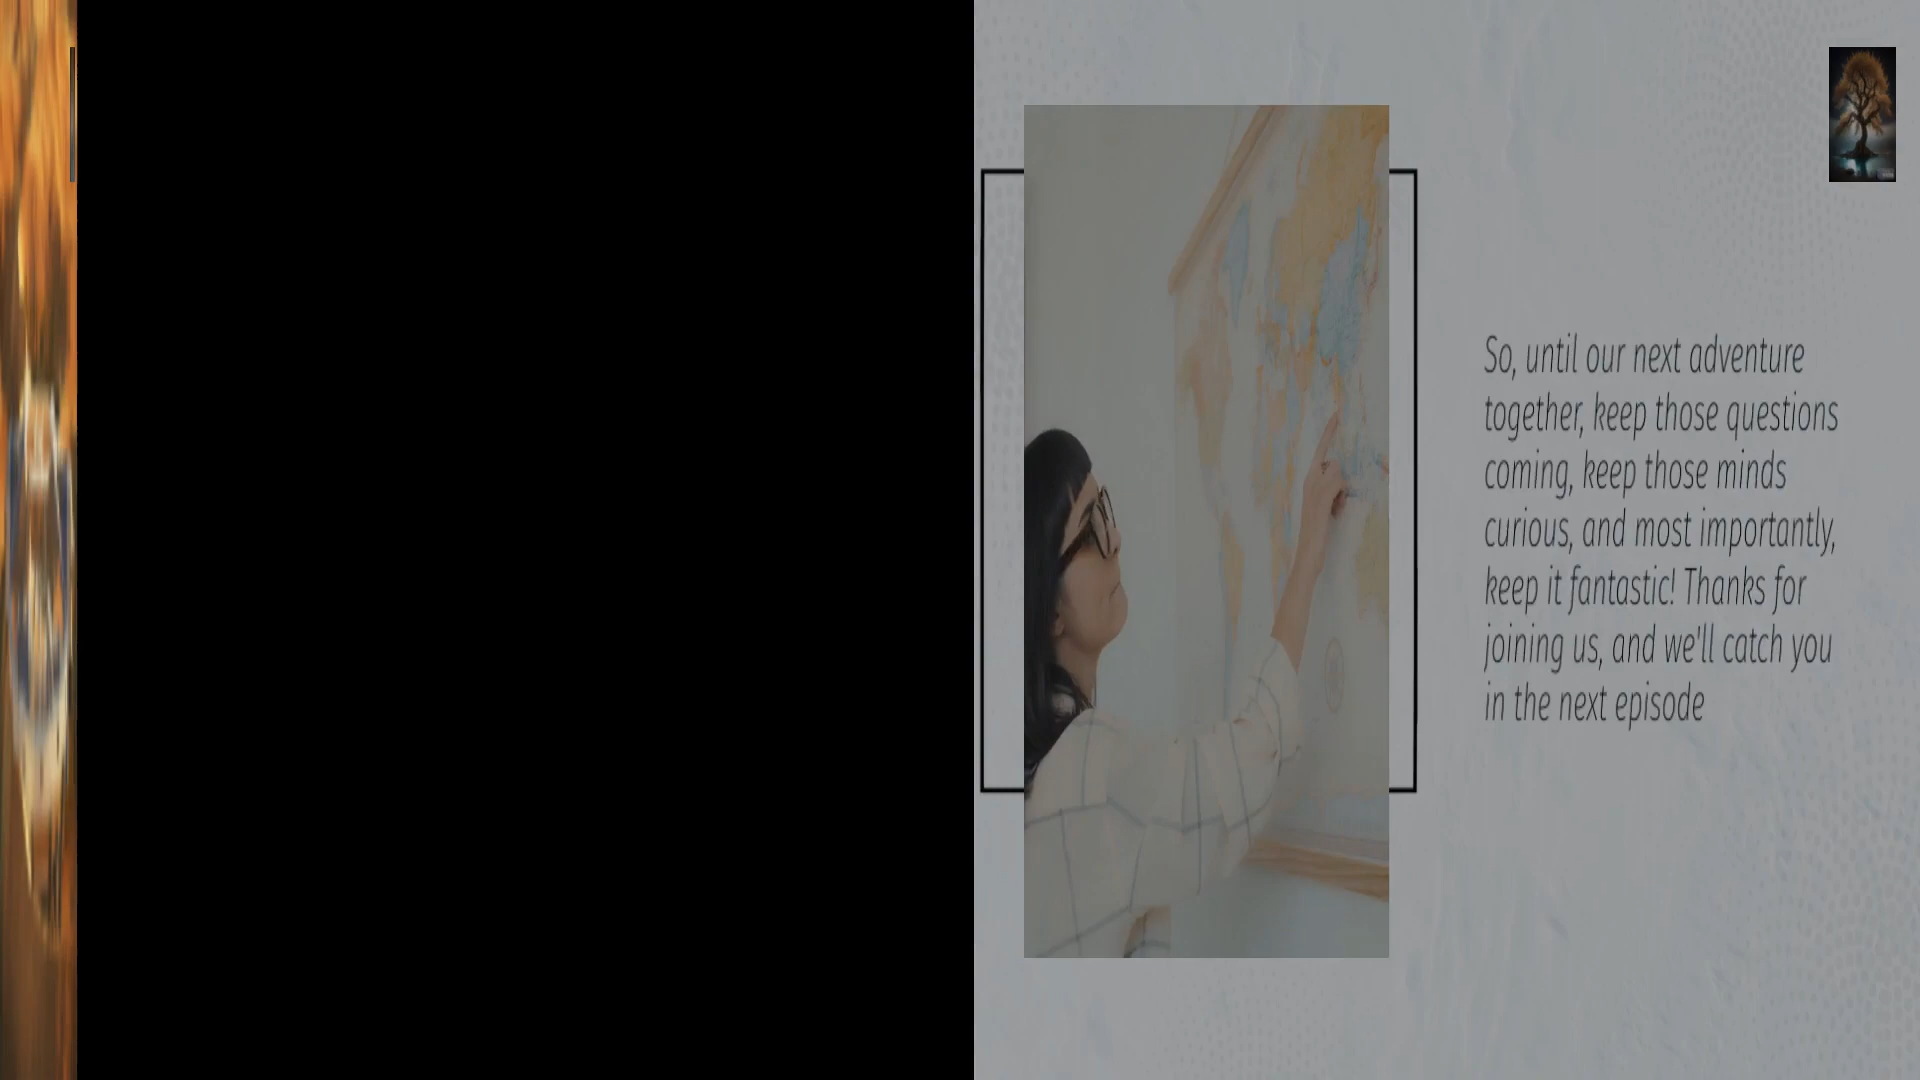 So, until our next adventure
together, keep those questions
coming, keep those minds
curious, and most importantly,
keep it fantastic! Thanks for
joining us, and we'll catch you
in the next episode